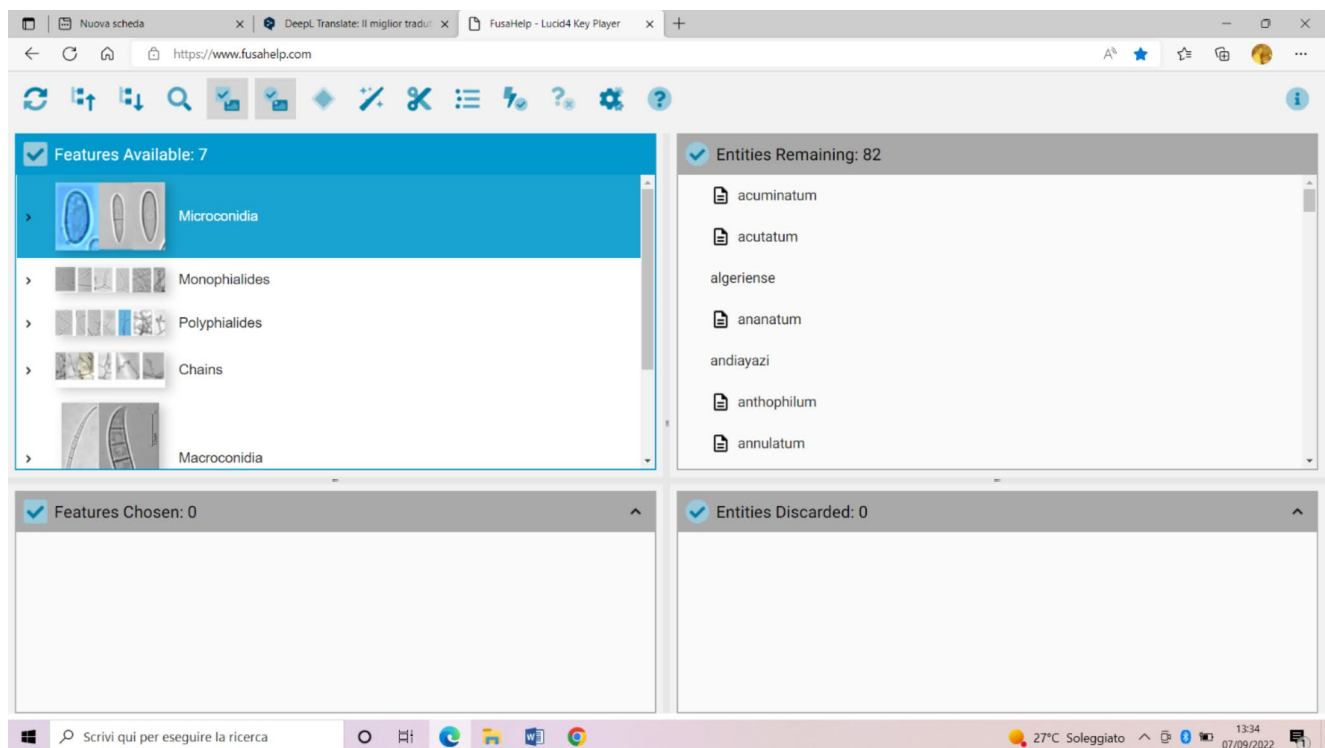 Nuova scheda
DeepL Translate: Il miglior tradut
FusaHelp - Lucid4 Key Player
https://www.fusahelp.com
Features Available: 7
Microconidia
Monophialides
Polyphialides
Chains
Macroconidia
Entities Remaining: 82
acuminatum
acutatum
algeriense
ananatum
andiayazi
anthophilum
annulatum
Features Chosen: 0
Entities Discarded: 0
Scrivi qui per eseguire la ricerca
27°C Soleggiato
13:34
07/09/2022